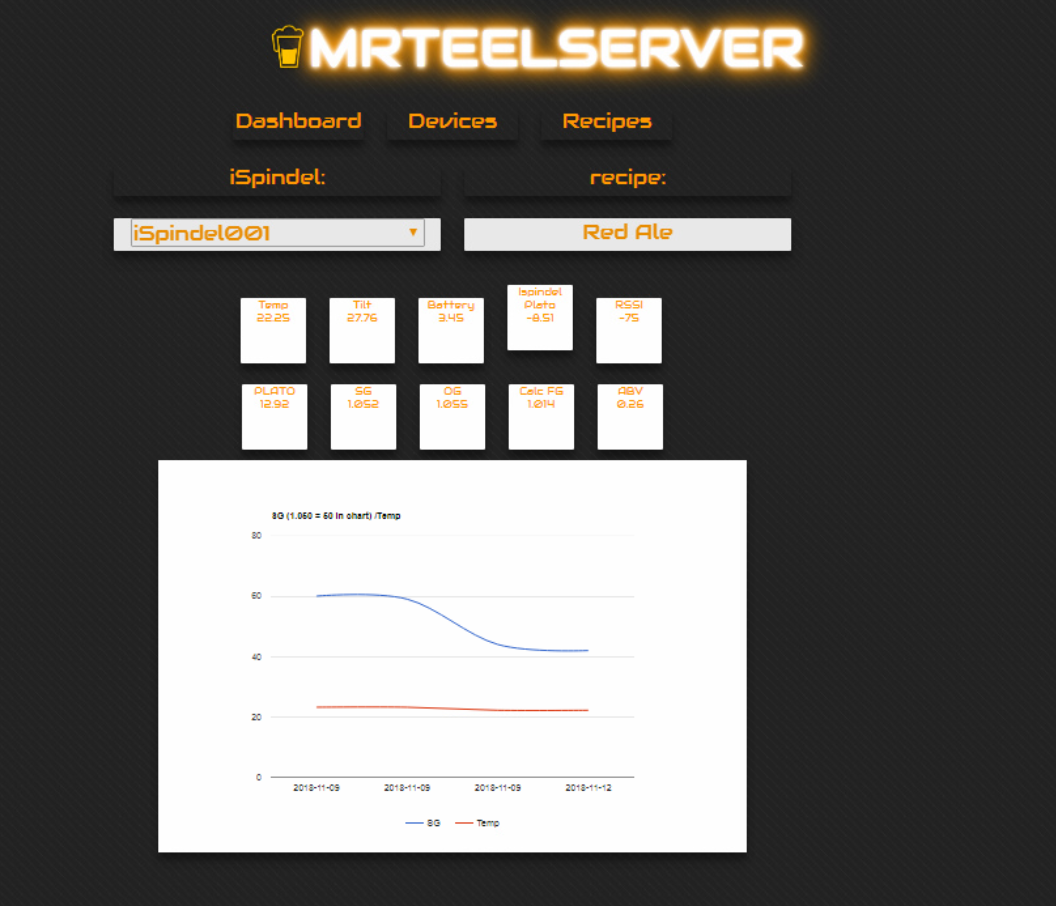 MRTEELSERVER
Dashboard Devices Recipes
iSpindel: recipe:
iSpindel001 Red Ale
Temp
22.25
Tilt
27.76
Battery
3.45
Ispindel
Plato
-8.51
RSSI
-75
PLATO
12.92
SG
1.052
OG
1.055
Calc FG
1.014
ABV
0.26
SG (1.060 = 60 in chart) /Temp
80
60
40
20
0
2018-11-09 2018-11-09 2018-11-09 2018-11-12
SG Temp